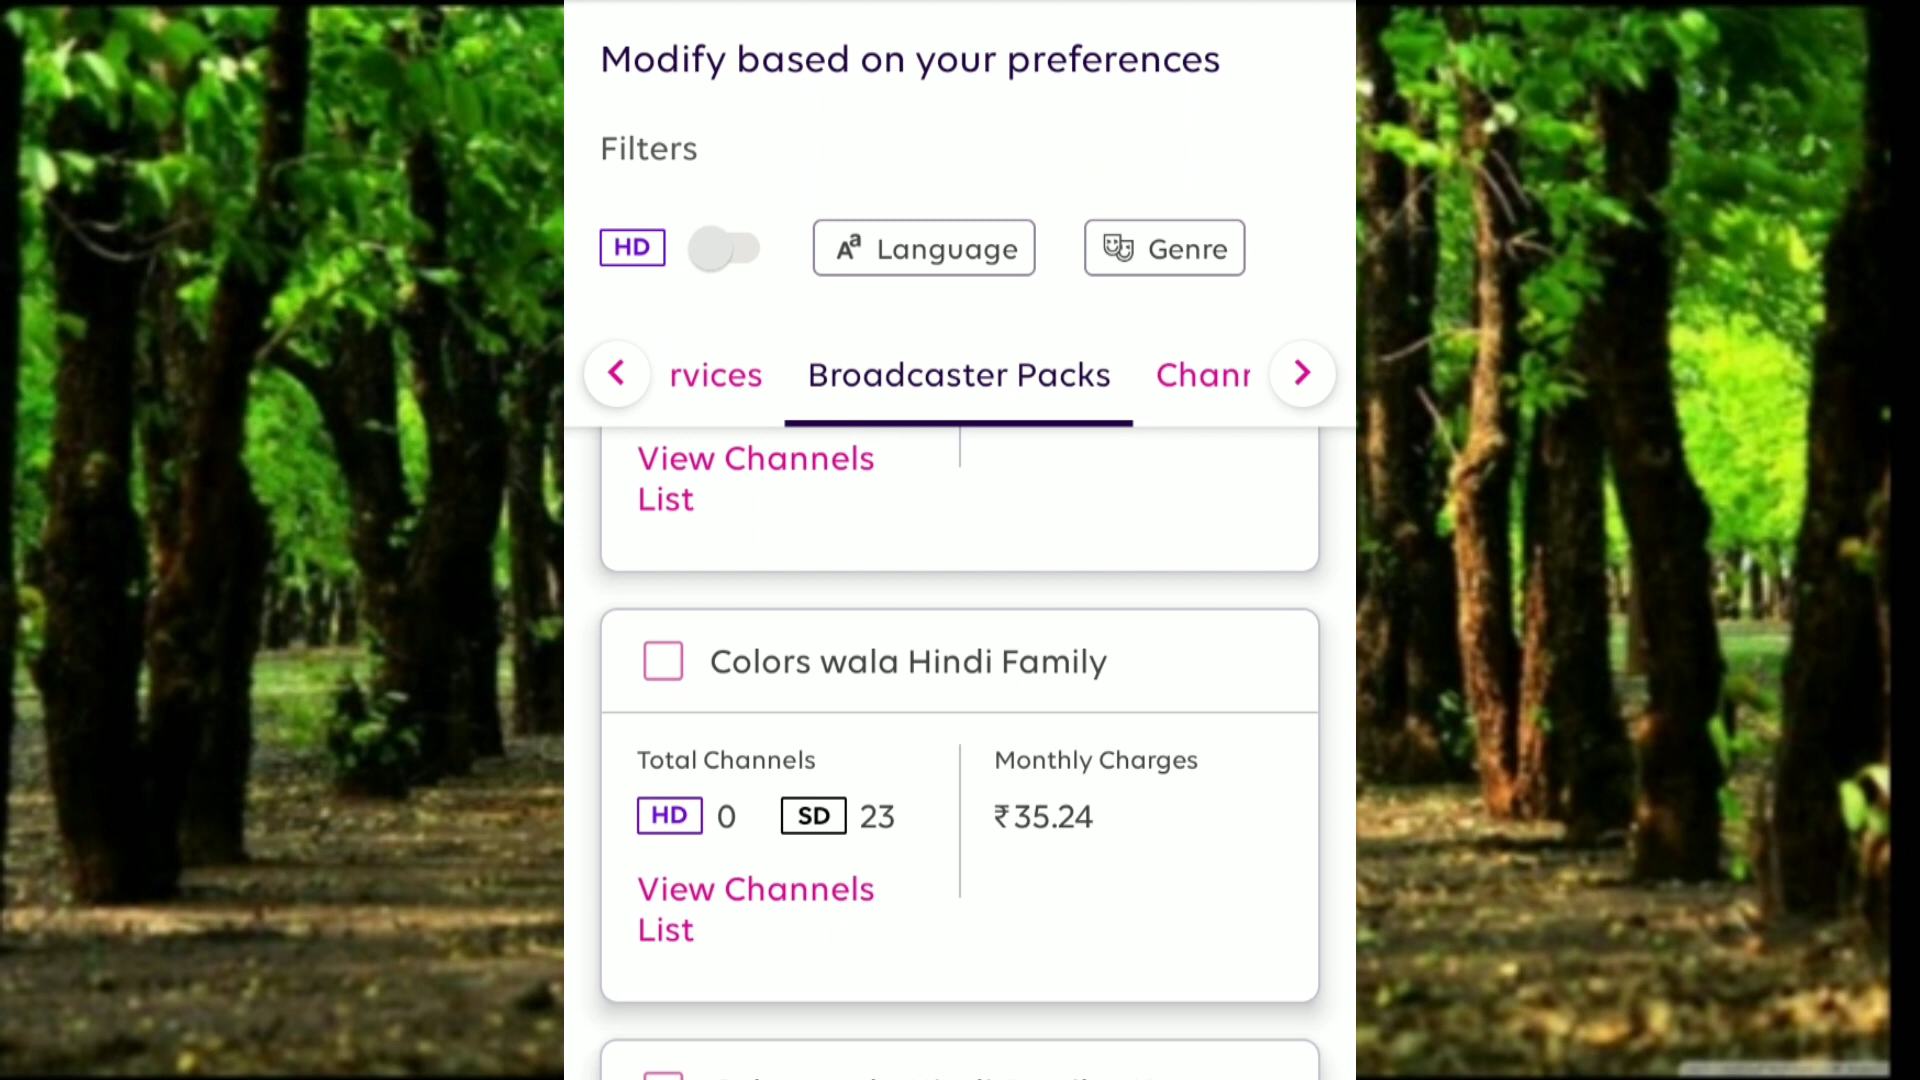 Modify based on your preferences
Filters
HD
Aa Language
Genre
rvices
Broadcaster Packs
Chanr
View Channels
List
Colors wala Hindi Family
Total Channels
Monthly Charges
HD 0 SD 23
₹35.24
View Channels
List